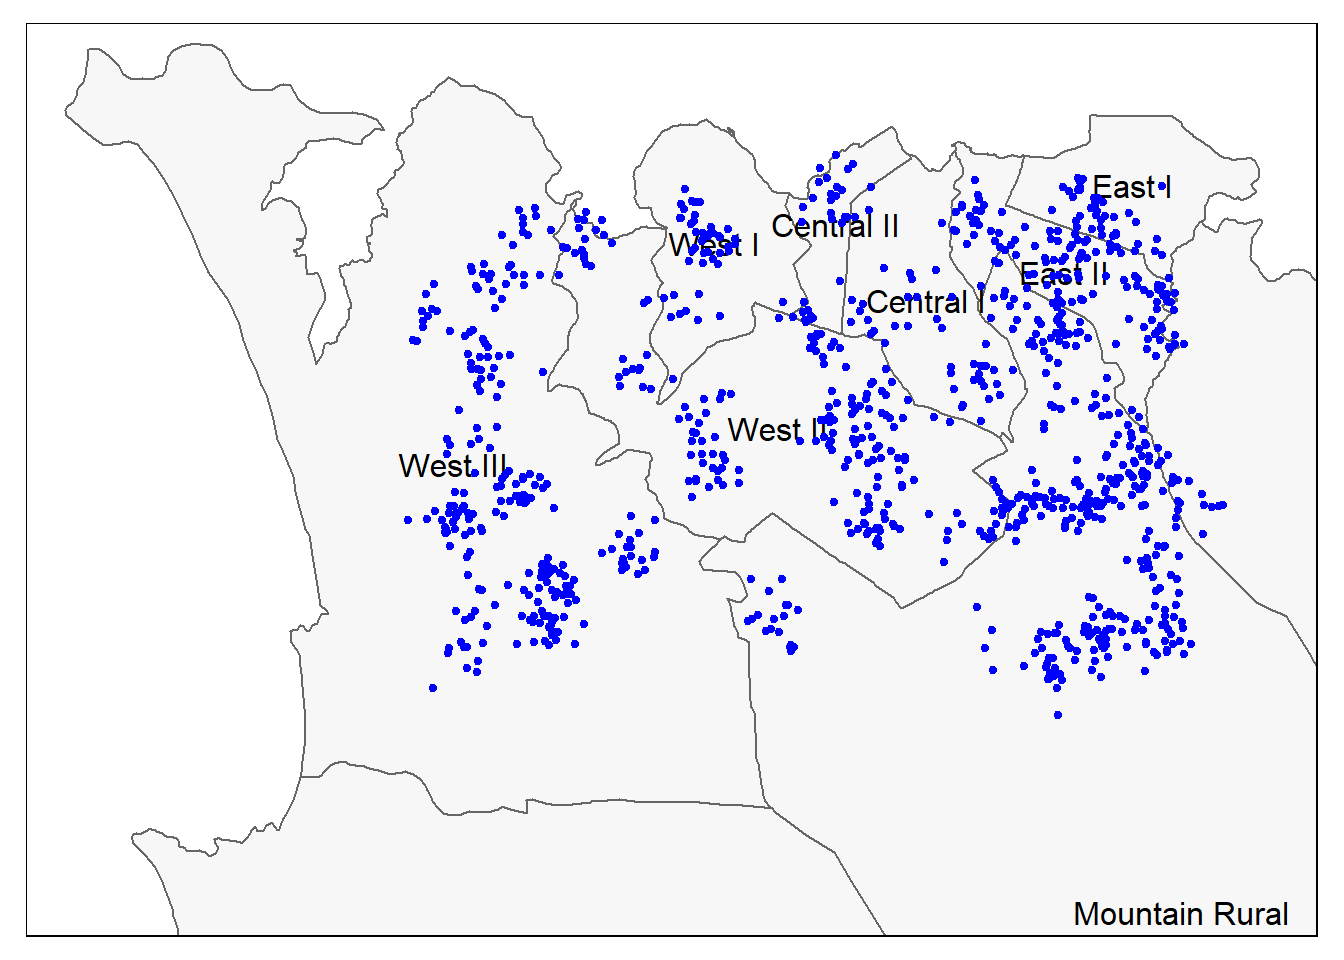 East I
Central II
West I
East II
Central I
West II
West III
Mountain Rural